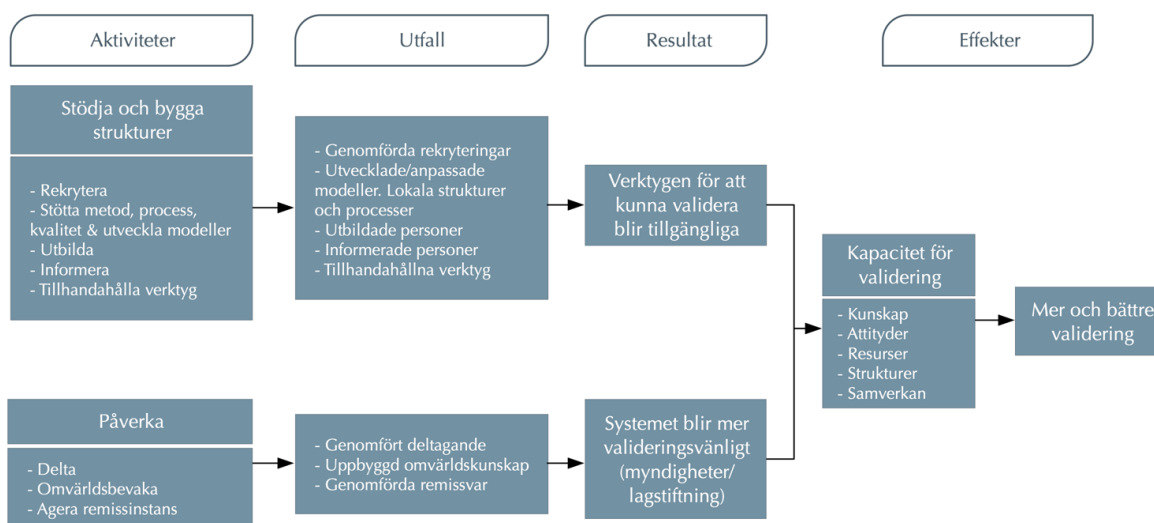 Aktiviteter
Utfall
Resultat
Effekter
Stödja och bygga
strukturer
- Rekrytera
- Stötta metod, process,
kvalitet & utveckla modeller
- Utbilda
- Informera
- Tillhandahålla verktyg
- Genomförda rekryteringar
- Utvecklade/anpassade
modeller. Lokala strukturer
och processer
- Utbildade personer
- Informerade personer
- Tillhandahållna verktyg
Verktygen för att
kunna validera
blir tillgängliga
Kapacitet för
validering
- Kunskap
- Attityder
- Resurser
- Strukturer
- Samverkan
Mer och bättre
validering
Påverka
- Delta
- Omvärldsbevaka
- Agera remissinstans
- Genomfört deltagande
- Uppbyggd omvärldskunskap
- Genomförda remissvar
Systemet blir mer
valideringsvänligt
(myndigheter/
lagstiftning)